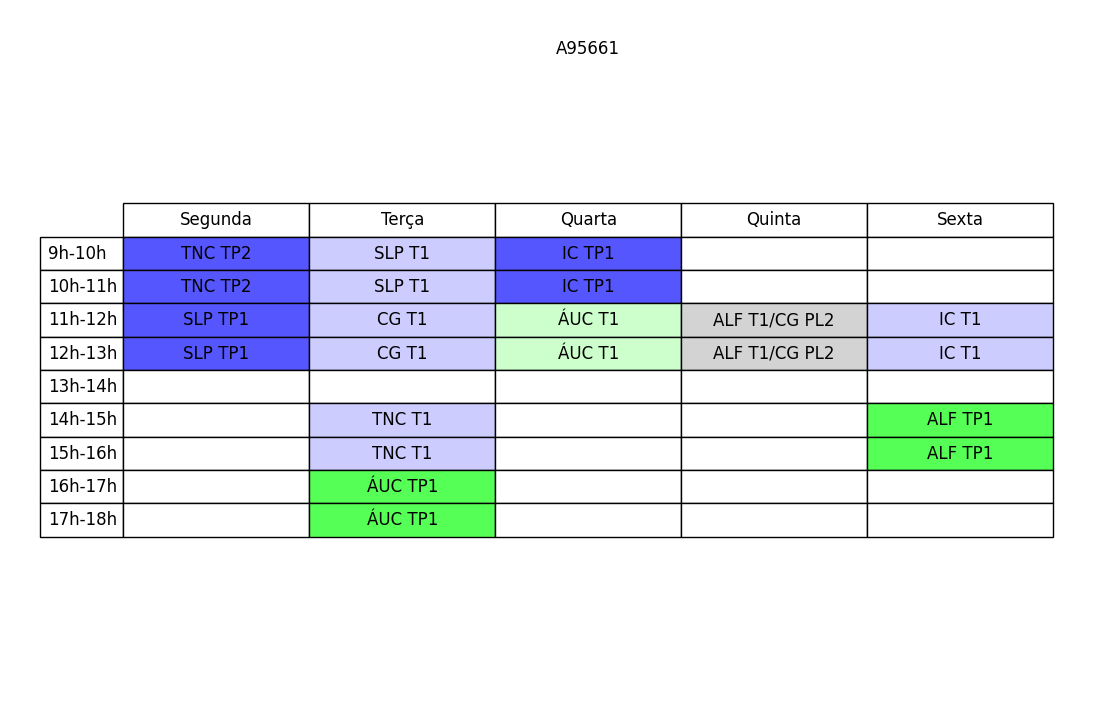 A95661
Segunda Terça Quarta Quinta Sexta
9h-10h TNC TP2 SLP T1 IC TP1
10h-11h TNC TP2 SLP T1 IC TP1
11h-12h SLP TP1 CG T1 ÁUC T1 ALF T1/CG PL2 IC T1
12h-13h SLP TP1 CG T1 ÁUC T1 ALF T1/CG PL2 IC T1
13h-14h
14h-15h TNC T1 ALF TP1
15h-16h TNC T1 ALF TP1
16h-17h ÁUC TP1
17h-18h ÁUC TP1